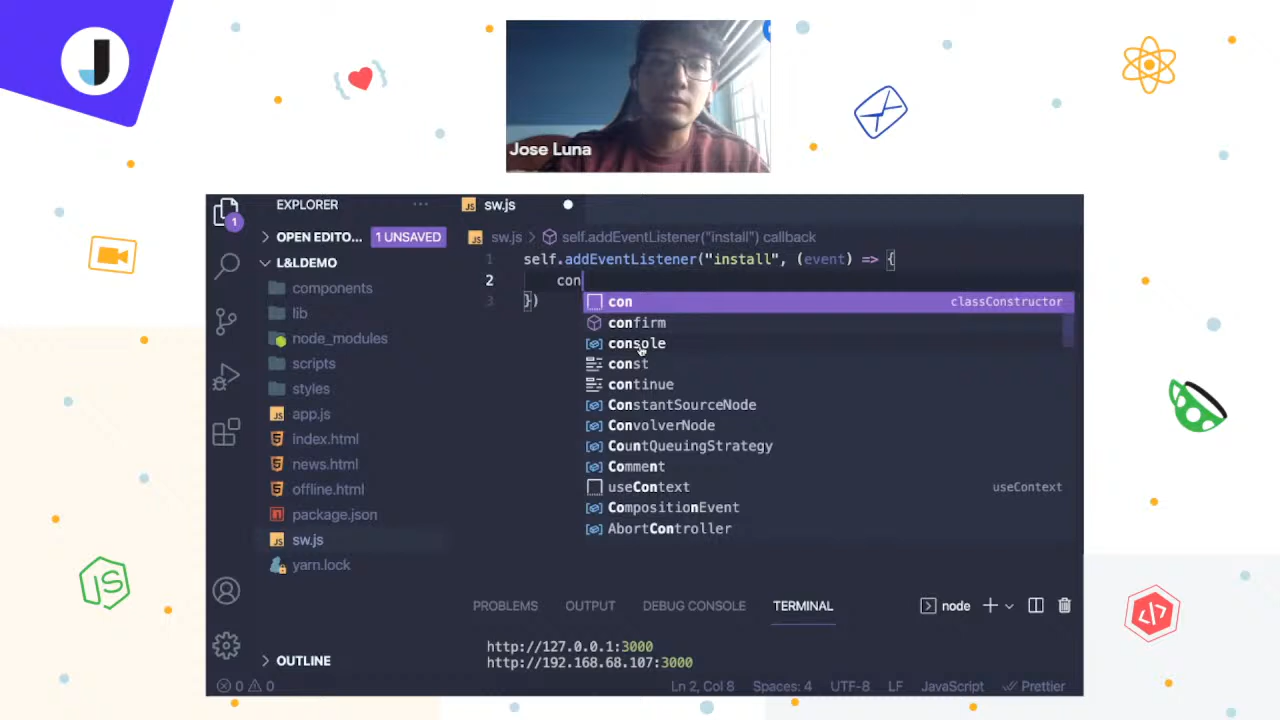 J
Jose Luna
EXPLORER
sw.js
1
OPEN EDITO... 1 UNSAVED
sw.js > self.addEventListener("install") callback
L&LDEMO
1 self.addEventListener("install", (event) => {
2 con
3 })
components
lib
node_modules
scripts
styles
app.js
index.html
news.html
offline.html
package.json
sw.js
yarn.lock
con classConstructor
confirm
console
const
continue
ConstantSourceNode
ConvolverNode
CountQueuingStrategy
Comment
useContext useContext
CompositionEvent
AbortController
PROBLEMS OUTPUT DEBUG CONSOLE TERMINAL node
http://127.0.0.1:3000
http://192.168.68.107:3000
OUTLINE
0 0 Ln 2, Col 8 Spaces: 4 UTF-8 LF JavaScript Prettier
JS